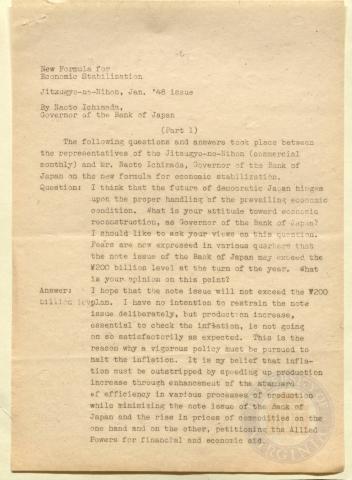 New Formula for
Economic Stabilization
Jitsugyo-no-Nihon, Jan. '48 issue
By Naoto Ichimada,
Governor of the Bank of Japan
(Part 1)
The following questions and answers took place between
the representatives of the Jitsugyo-no-Nihon (commercial
monthly) and Mr. Naoto Ichirada, Governor of the Bank of
Japan on the new formula for economic stabilization.
Question: I think that the future of democratic Japan hinges
upon the proper handling of the prevailing economic
condition. What is your attitude toward economic
reconstruction, as Governor of the Bank of Japan?
I should like to ask your views on this question.
Fears are now expressed in various quarters that
the note issue of the Bank of Japan may exceed the
¥200 billion level at the turn of the year. What
is your opinion on this point?
Answer: I hope that the note issue will not exceed the ¥200
billion I have no intention to restrain the note
issue deliberately, but production increase,
essential to check the inflation, is not going
on so satisfactorily as expected. This is the
reason why a vigorous policy must be pursued to
halt the inflation. It is my belief that infla-
tion must be outstripped by speeding up production
increase through enhancement of the standard
of efficiency in various processes of production
while minimizing the note issue of the Bank of
Japan and the rise in prices of commodities on the
one hand and on the other, petitioning the Allied
Powers for financial and economic aid.